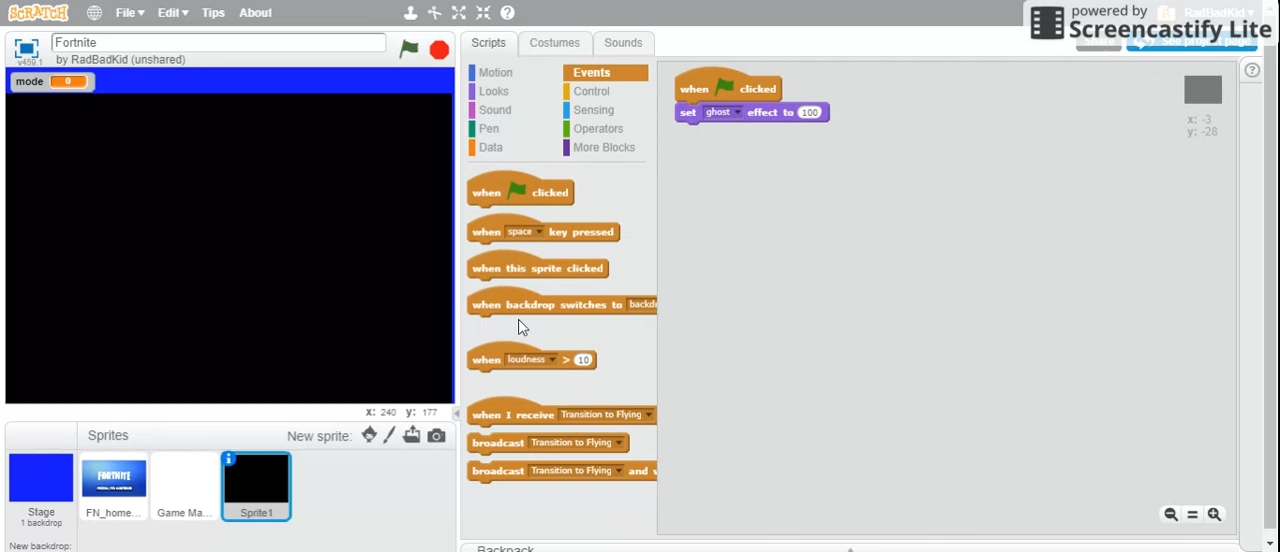 SCRATCH File▾ Edit▾ Tips About
powered by
Screencastify Lite
RadBadKid
Fortnite
by RadBadKid (unshared)
v459.1
mode 0
x: 240 y: 177
Sprites New sprite:
Stage
1 backdrop
New backdrop:
FORTNITE
FN_home...
Game Ma...
Sprite1
Scripts Costumes Sounds
Motion Events
Looks Control
Sound Sensing
Pen Operators
Data More Blocks
when clicked
when space key pressed
when this sprite clicked
when backdrop switches to backdr
when loudness > 10
when I receive Transition to Flying
broadcast Transition to Flying
broadcast Transition to Flying and w
when clicked
set ghost effect to 100
x: -3
y: -28
Backpack